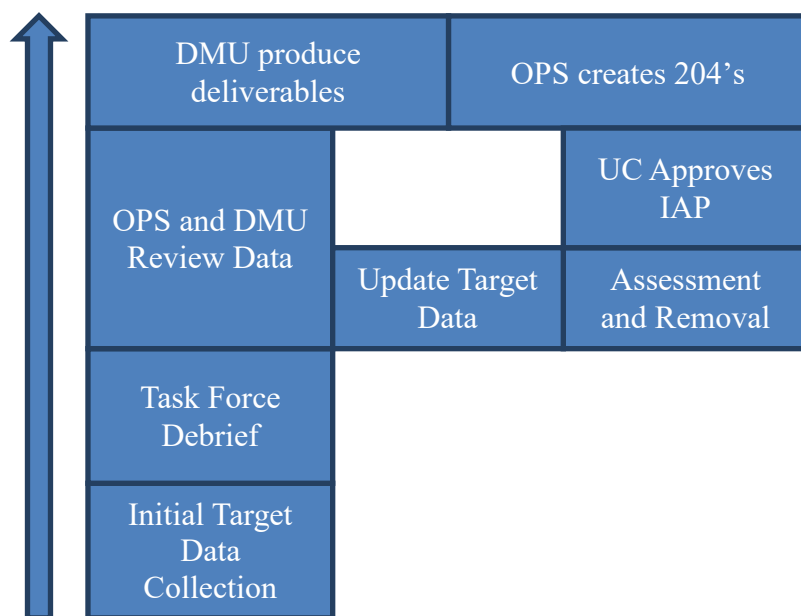 DMU produce
deliverables
OPS creates 204’s
OPS and DMU
Review Data
UC Approves
IAP
Update Target
Data
Assessment
and Removal
Task Force
Debrief
Initial Target
Data
Collection